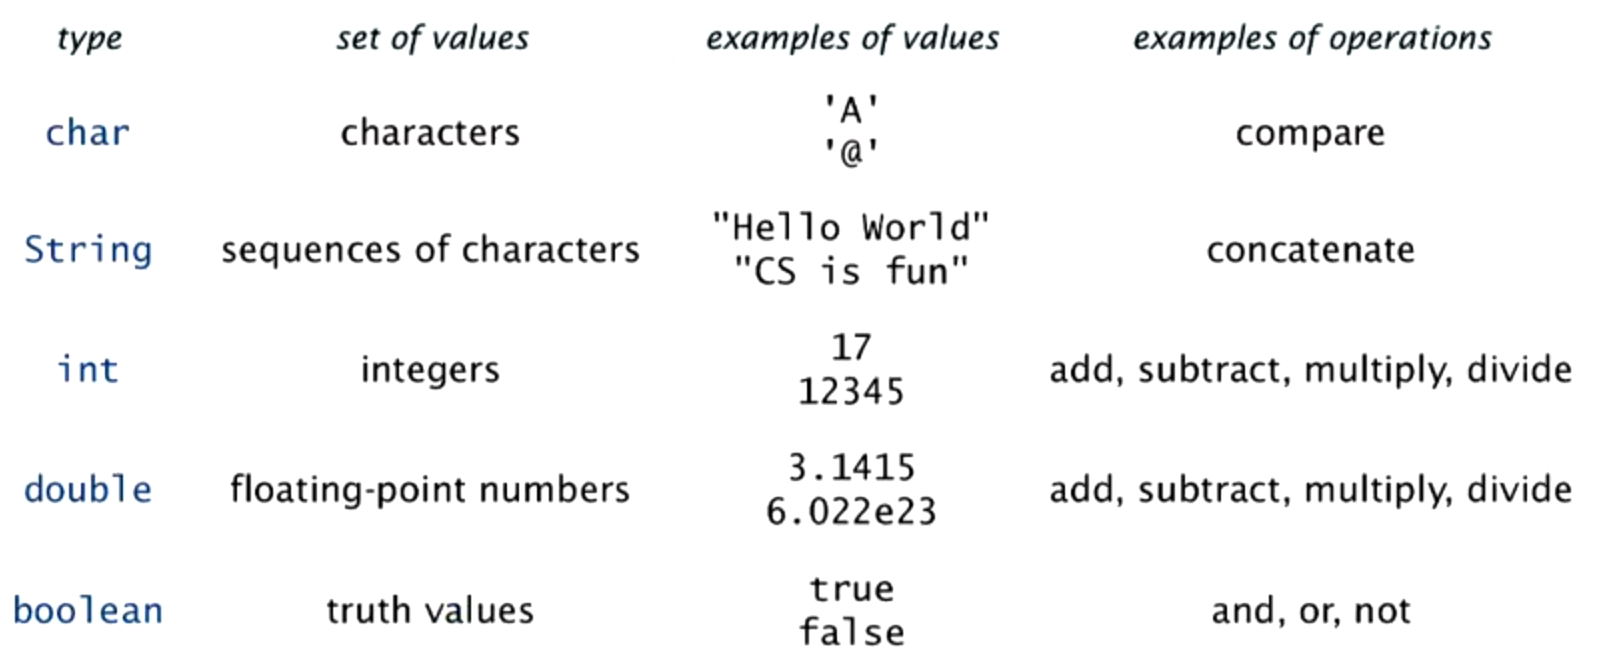 type set of values examples of values examples of operations
char characters 'A' '@' compare
String sequences of characters "Hello World" "CS is fun" concatenate
int integers 17 12345 add, subtract, multiply, divide
double floating-point numbers 3.1415 6.022e23 add, subtract, multiply, divide
boolean truth values true false and, or, not